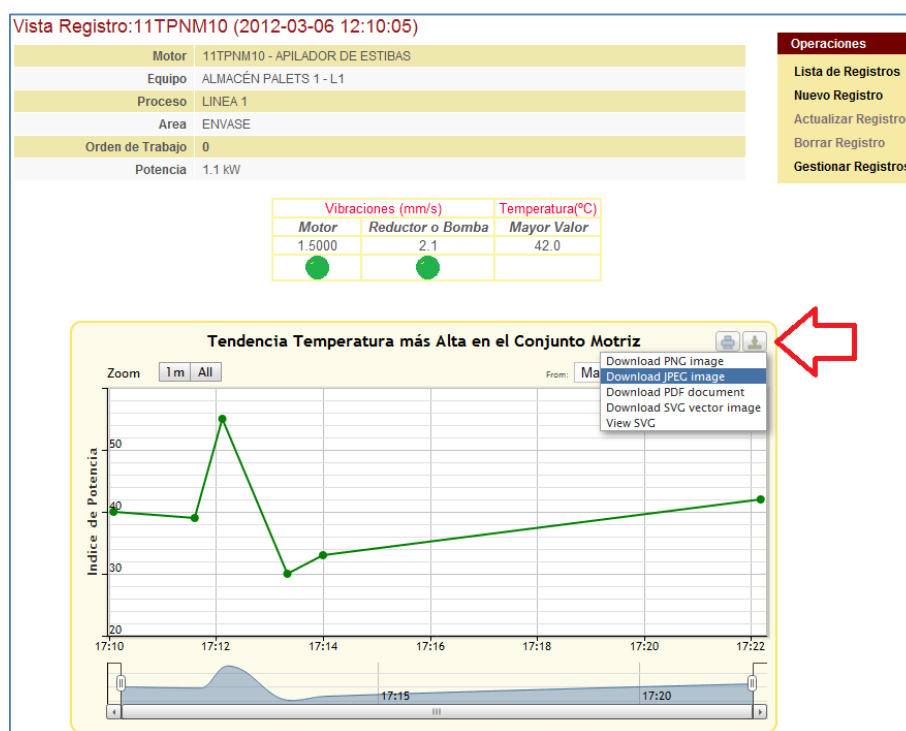 Vista Registro:11TPNM10 (2012-03-06 12:10:05)
Motor 11TPNM10 - APILADOR DE ESTIBAS
Equipo ALMACÉN PALETS 1 - L1
Proceso LINEA 1
Area ENVASE
Orden de Trabajo 0
Potencia 1.1 kW
Operaciones
Lista de Registros
Nuevo Registro
Actualizar Registro
Borrar Registro
Gestionar Registros
Vibraciones (mm/s) Temperatura(ºC)
Motor Reductor o Bomba Mayor Valor
1.5000 2.1 42.0
Tendencia Temperatura más Alta en el Conjunto Motriz
Zoom 1m All From: Ma
Download PNG image
Download JPEG image
Download PDF document
Download SVG vector image
View SVG
Indice de Potencia
50
40
30
20
17:10 17:12 17:14 17:16 17:18 17:20 17:22
17:15 17:20